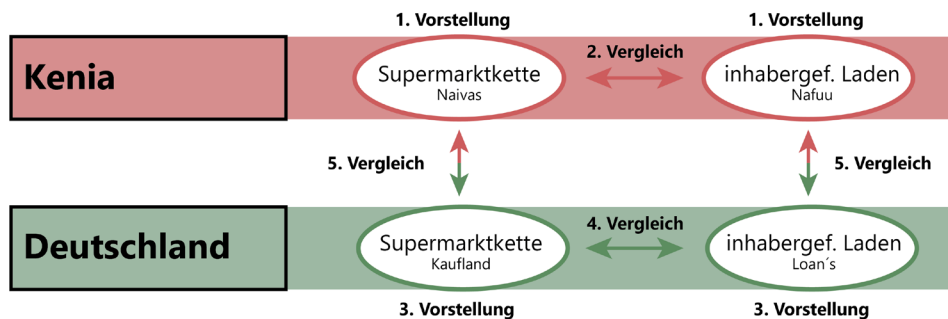 1. Vorstellung
1. Vorstellung
Kenia
Supermarktkette
Naivas
2. Vergleich
inhabergef. Laden
Nafuu
5. Vergleich
5. Vergleich
Deutschland
Supermarktkette
Kaufland
4. Vergleich
inhabergef. Laden
Loan´s
3. Vorstellung
3. Vorstellung